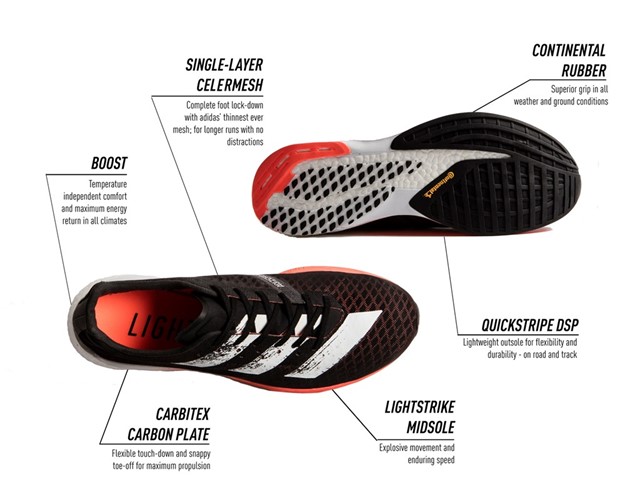 CONTINENTAL
RUBBER
Superior grip in all
weather and ground conditions
SINGLE-LAYER
CELERMESH
Complete foot lock-down
with adidas' thinnest ever
mesh; for longer runs with no
distractions
BOOST
Temperature
independent comfort
and maximum energy
return in all climates
Continental
LIGH
QUICKSTRIPE DSP
Lightweight outsole for flexibility and
durability - on road and track
LIGHTSTRIKE
MIDSOLE
Explosive movement and
enduring speed
CARBITEX
CARBON PLATE
Flexible touch-down and snappy
toe-off for maximum propulsion